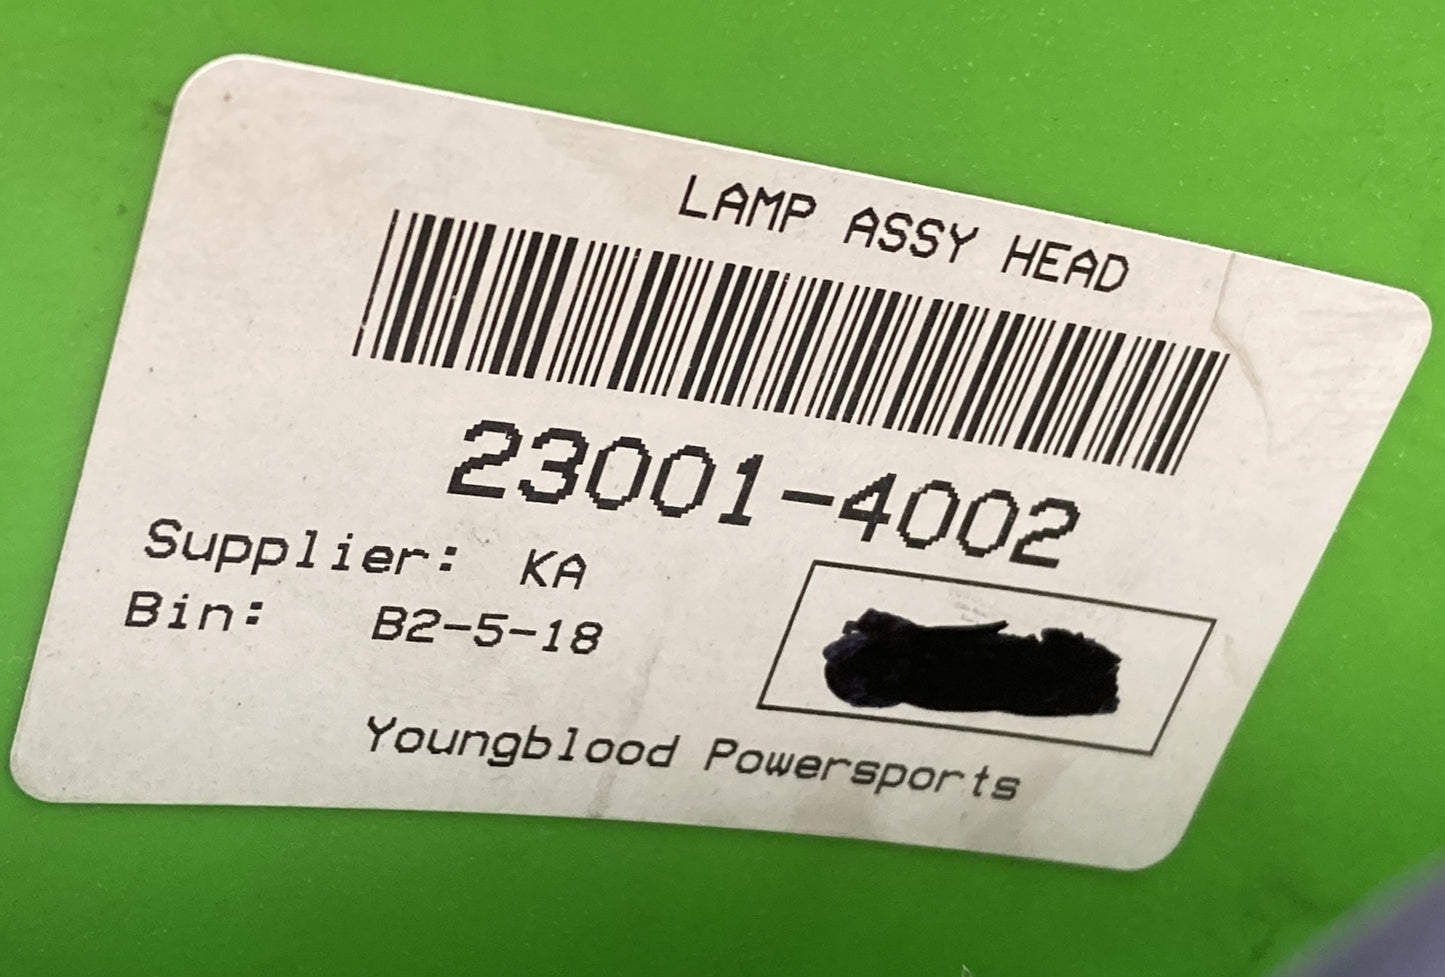 LAMP ASSY HEAD
23001-4002
Supplier: KA
Bin: B2-5-18
Youngblood Powersports